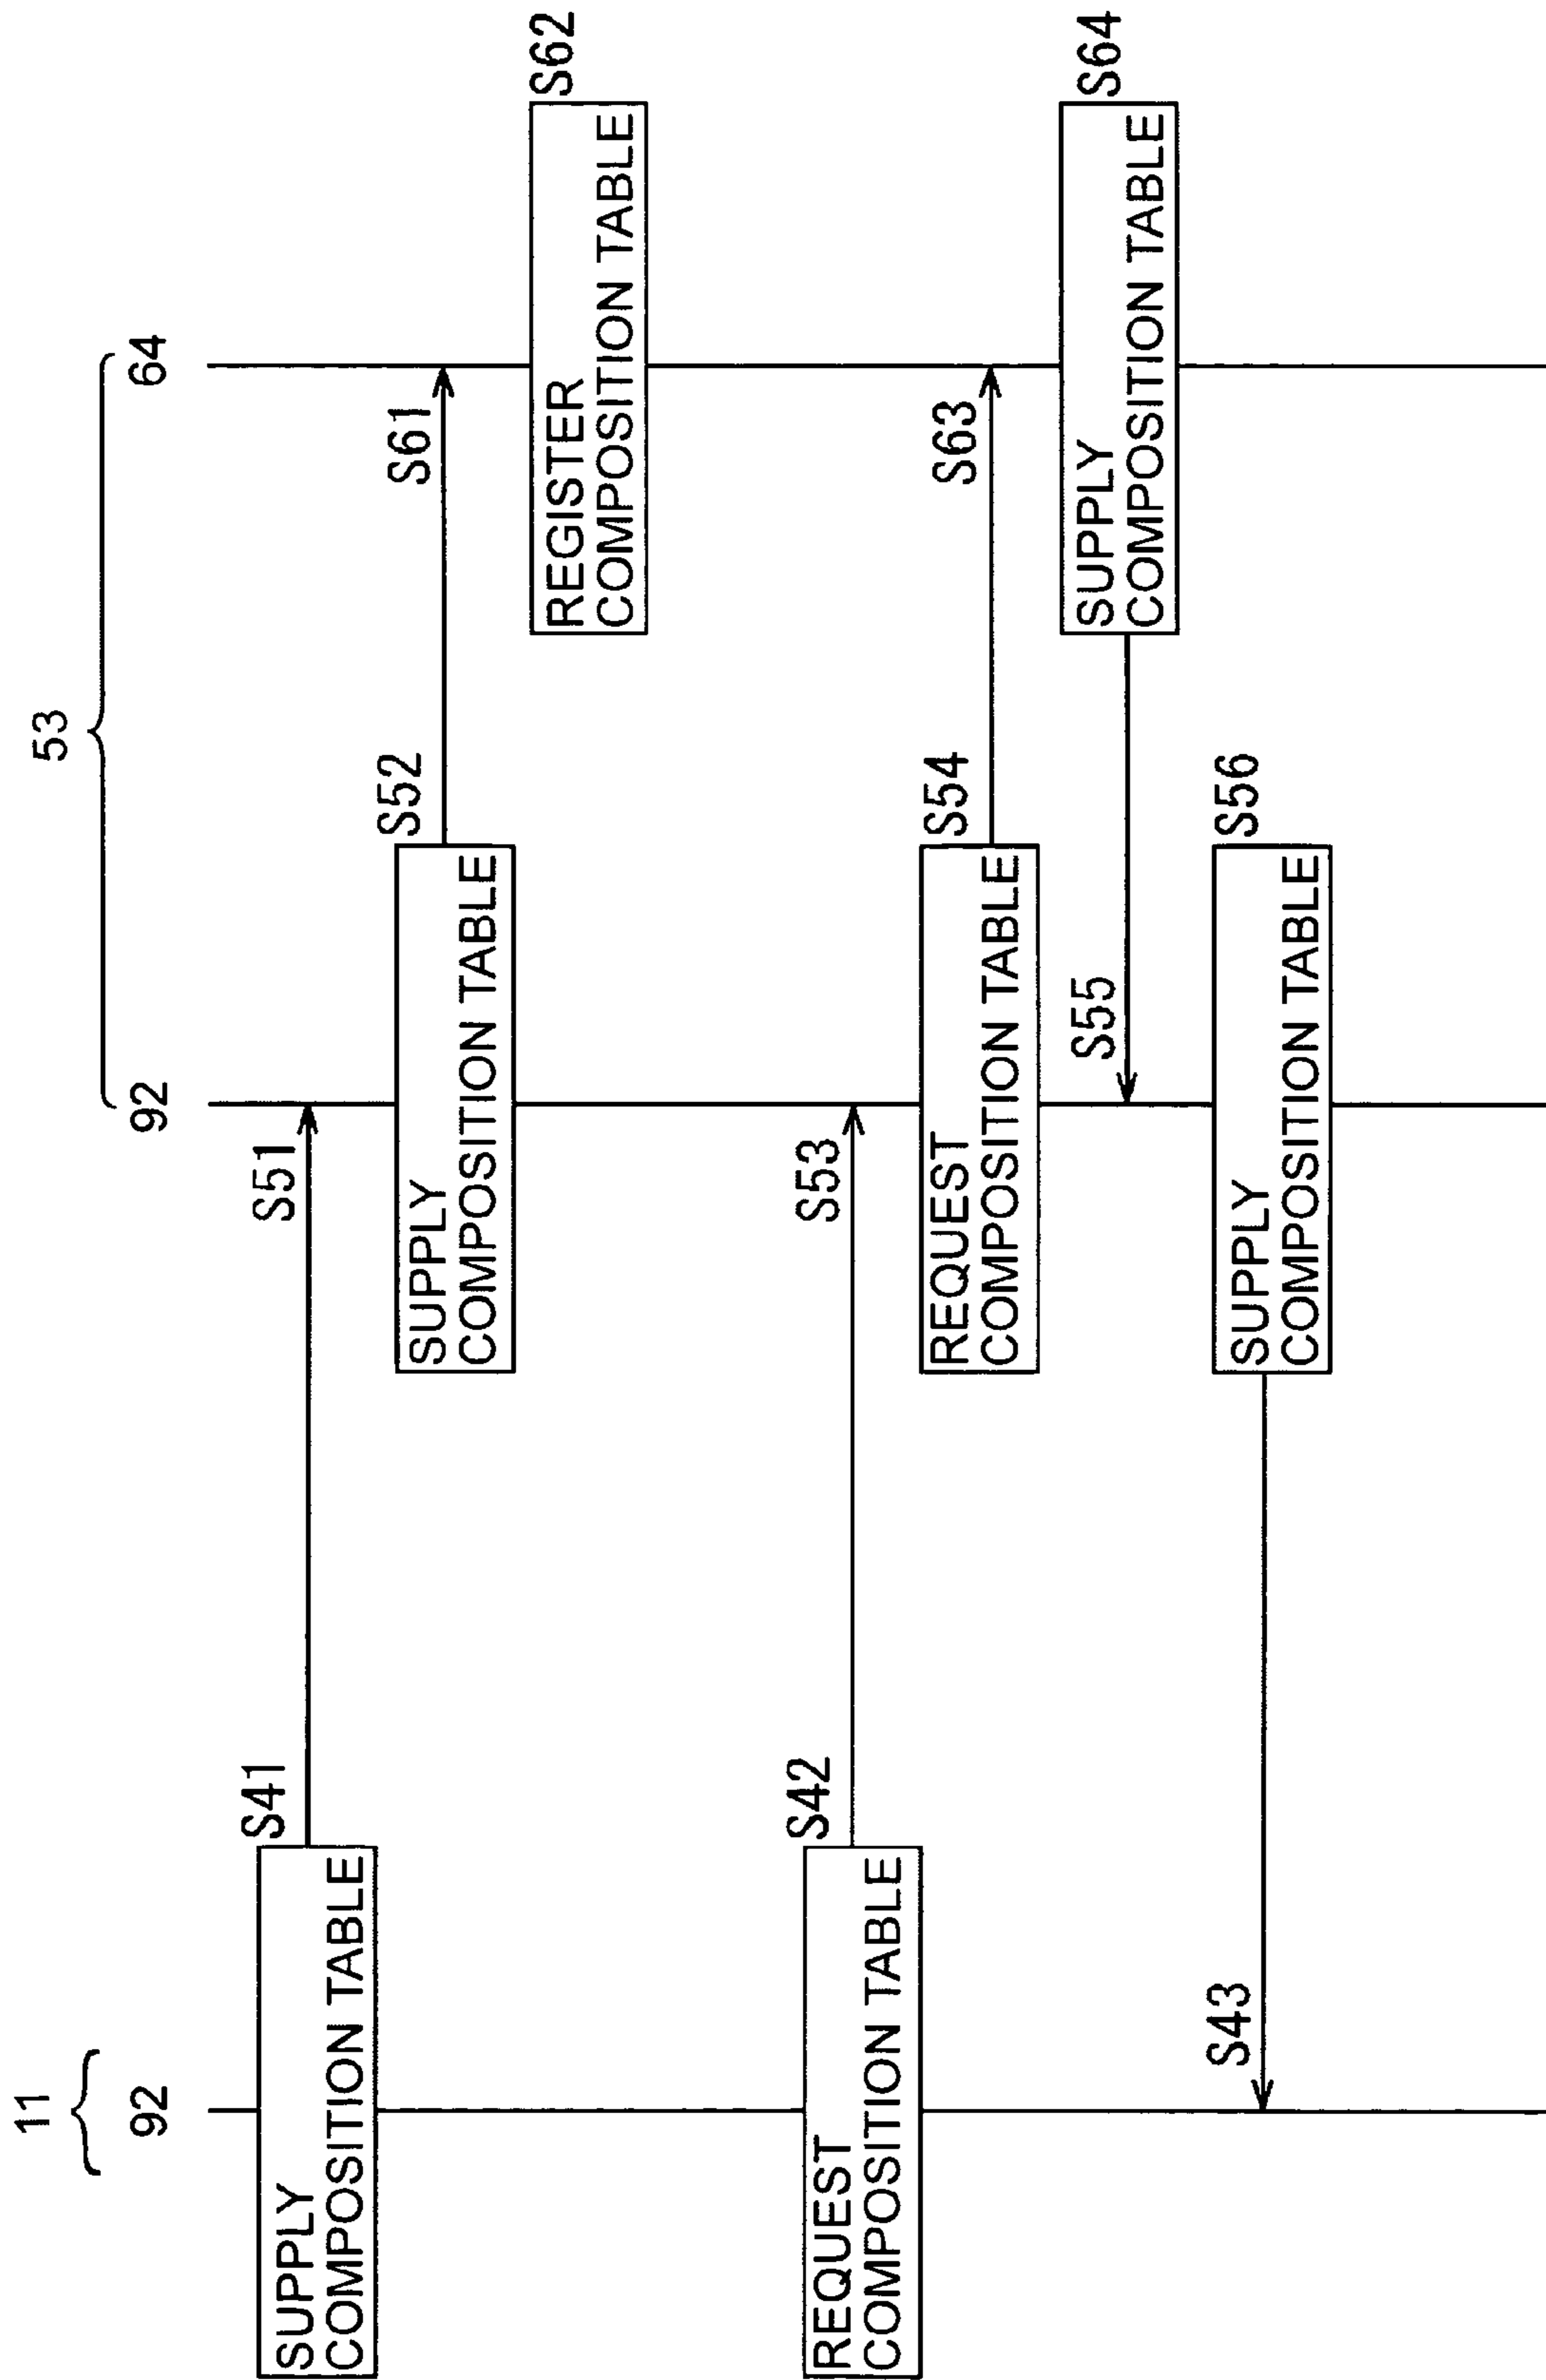 11
53
92
92
64
SUPPLY
COMPOSITION TABLE
S41
S51
SUPPLY
COMPOSITION TABLE
S52
S61
REGISTER
COMPOSITION TABLE
S62
REQUEST
COMPOSITION TABLE
S42
S53
REQUEST
COMPOSITION TABLE
S54
S63
SUPPLY
COMPOSITION TABLE
S64
S55
SUPPLY
COMPOSITION TABLE
S56
S43